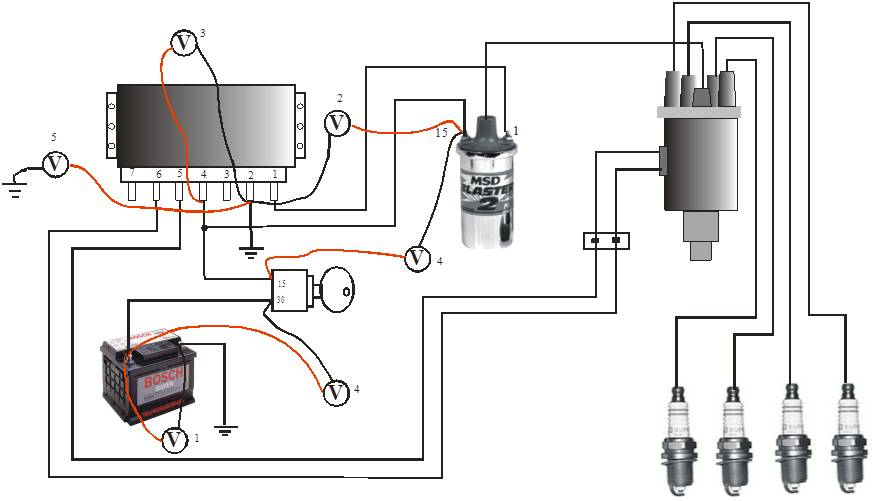 V 3
V 2
5 V
7 6 5 4 3 2 1
15 1
MSD
BLASTER
2
V 4
15
30
BOSCH
SILVER
V 4
V 1